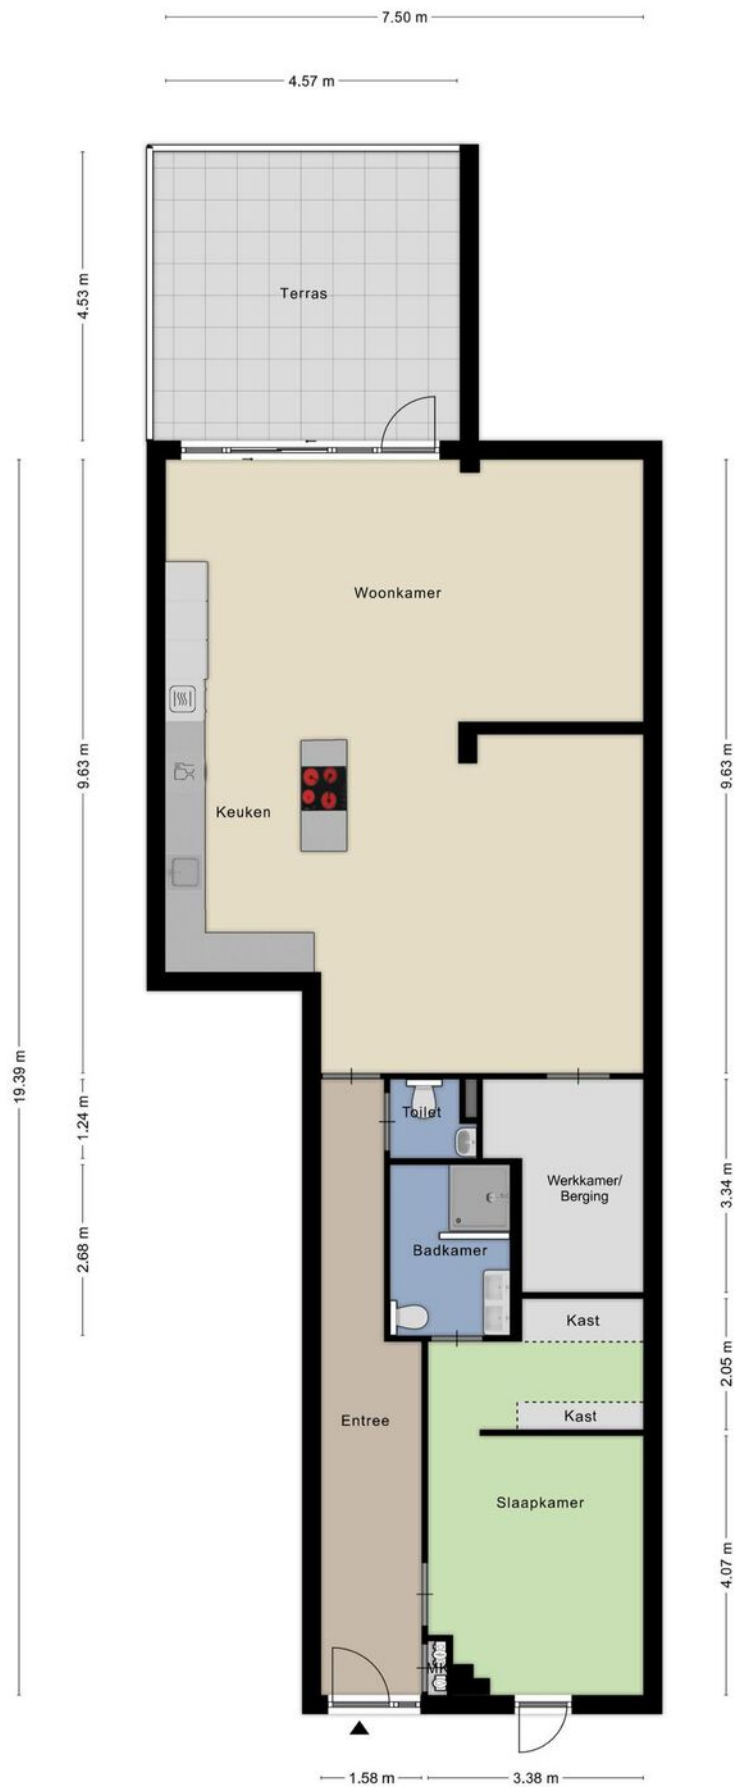 7.50 m
4.57 m
4.53 m
Terras
Woonkamer
9.63 m
9.63 m
Keuken
19.39 m
1.24 m
Toilet
3.34 m
Werkkamer/
Berging
2.68 m
Badkamer
Kast
2.05 m
Kast
Entree
Slaapkamer
4.07 m
MK
1.58 m
3.38 m